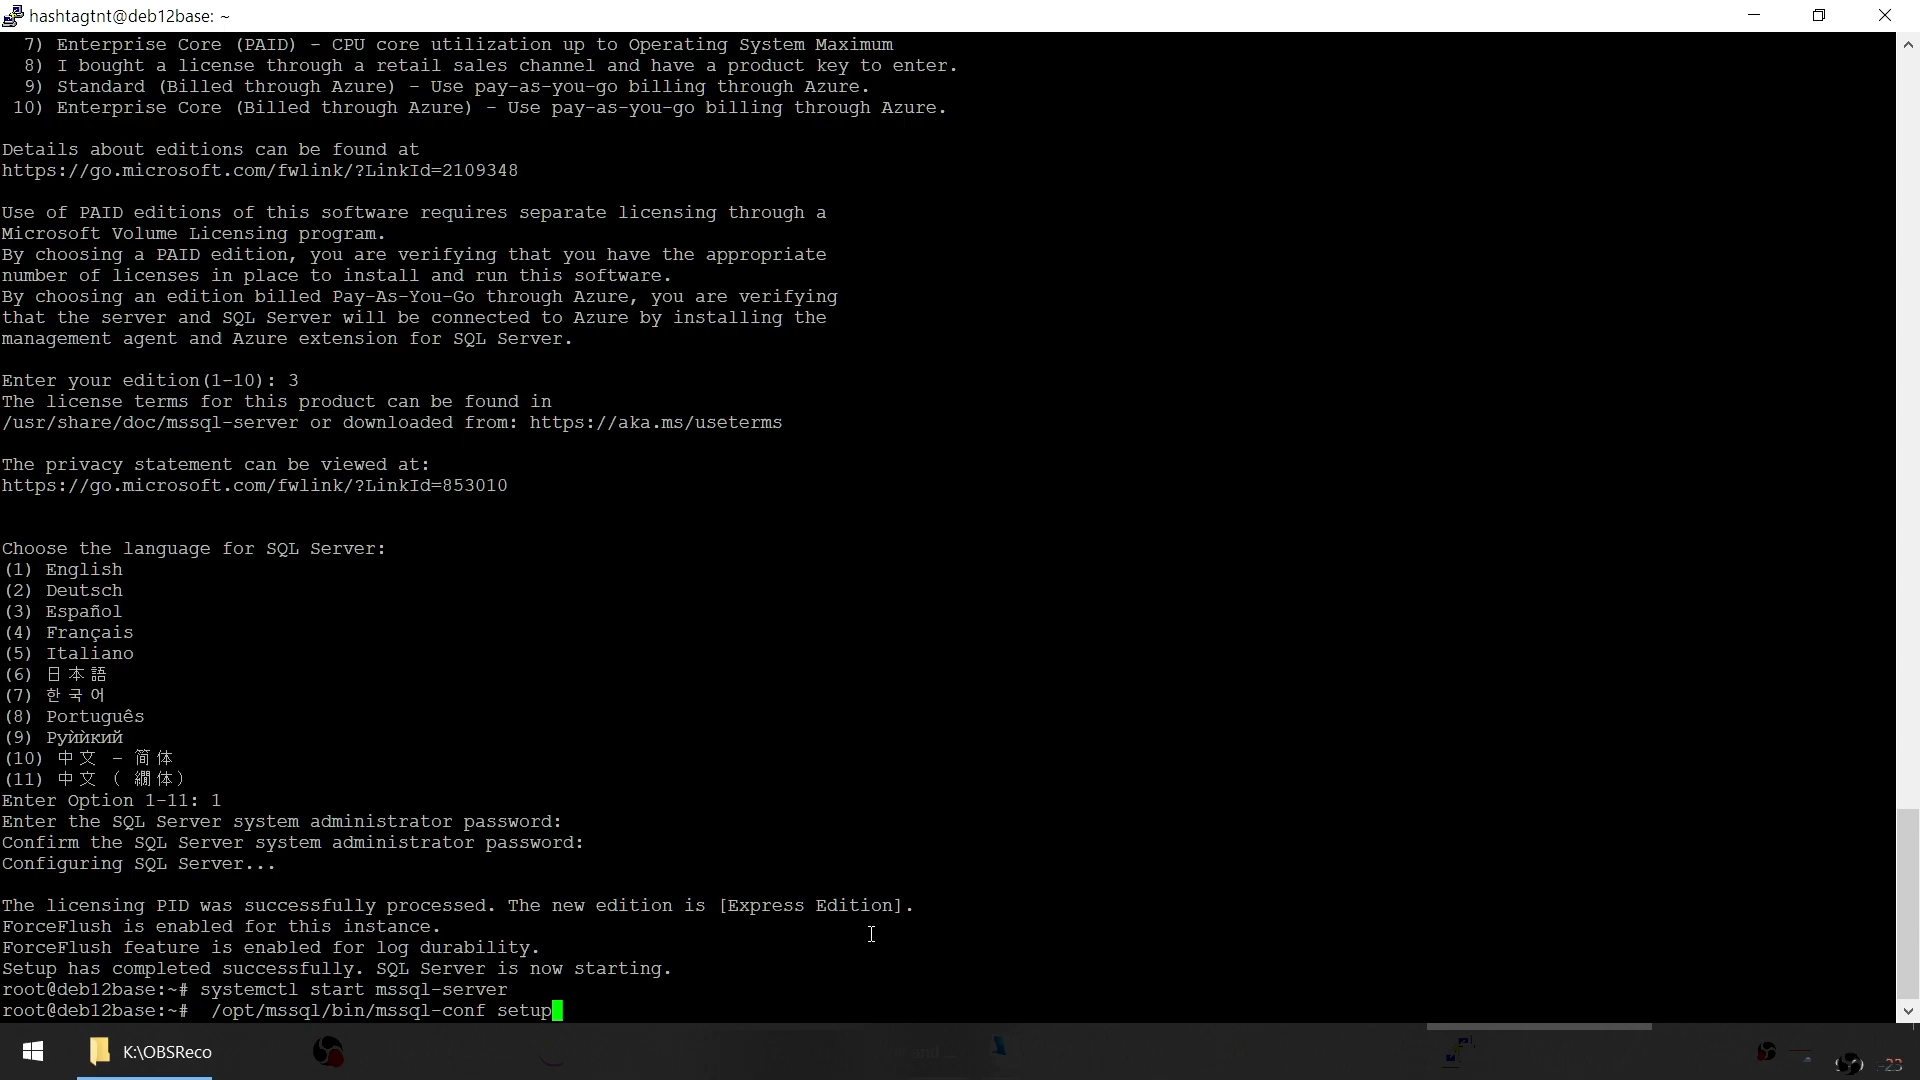 hashtagtnt@deb12base: ~
7) Enterprise Core (PAID) - CPU core utilization up to Operating System Maximum
8) I bought a license through a retail sales channel and have a product key to enter.
9) Standard (Billed through Azure) - Use pay-as-you-go billing through Azure.
10) Enterprise Core (Billed through Azure) - Use pay-as-you-go billing through Azure.
Details about editions can be found at
https://go.microsoft.com/fwlink/?LinkId=2109348
Use of PAID editions of this software requires separate licensing through a
Microsoft Volume Licensing program.
By choosing a PAID edition, you are verifying that you have the appropriate
number of licenses in place to install and run this software.
By choosing an edition billed Pay-As-You-Go through Azure, you are verifying
that the server and SQL Server will be connected to Azure by installing the
management agent and Azure extension for SQL Server.
Enter your edition(1-10): 3
The license terms for this product can be found in
/usr/share/doc/mssql-server or downloaded from: https://aka.ms/useterms
The privacy statement can be viewed at:
https://go.microsoft.com/fwlink/?LinkId=853010
Choose the language for SQL Server:
(1) English
(2) Deutsch
(3) Español
(4) Français
(5) Italiano
(6) 日本語
(7) 한국어
(8) Português
(9) Руѝѝкий
(10) 中文 – 简体
(11) 中文 ( 繝体)
Enter Option 1-11: 1
Enter the SQL Server system administrator password:
Confirm the SQL Server system administrator password:
Configuring SQL Server...
The licensing PID was successfully processed. The new edition is [Express Edition].
ForceFlush is enabled for this instance.
ForceFlush feature is enabled for log durability.
Setup has completed successfully. SQL Server is now starting.
root@deb12base:~# systemctl start mssql-server
root@deb12base:~#  /opt/mssql/bin/mssql-conf setup
K:\OBSReco
-23